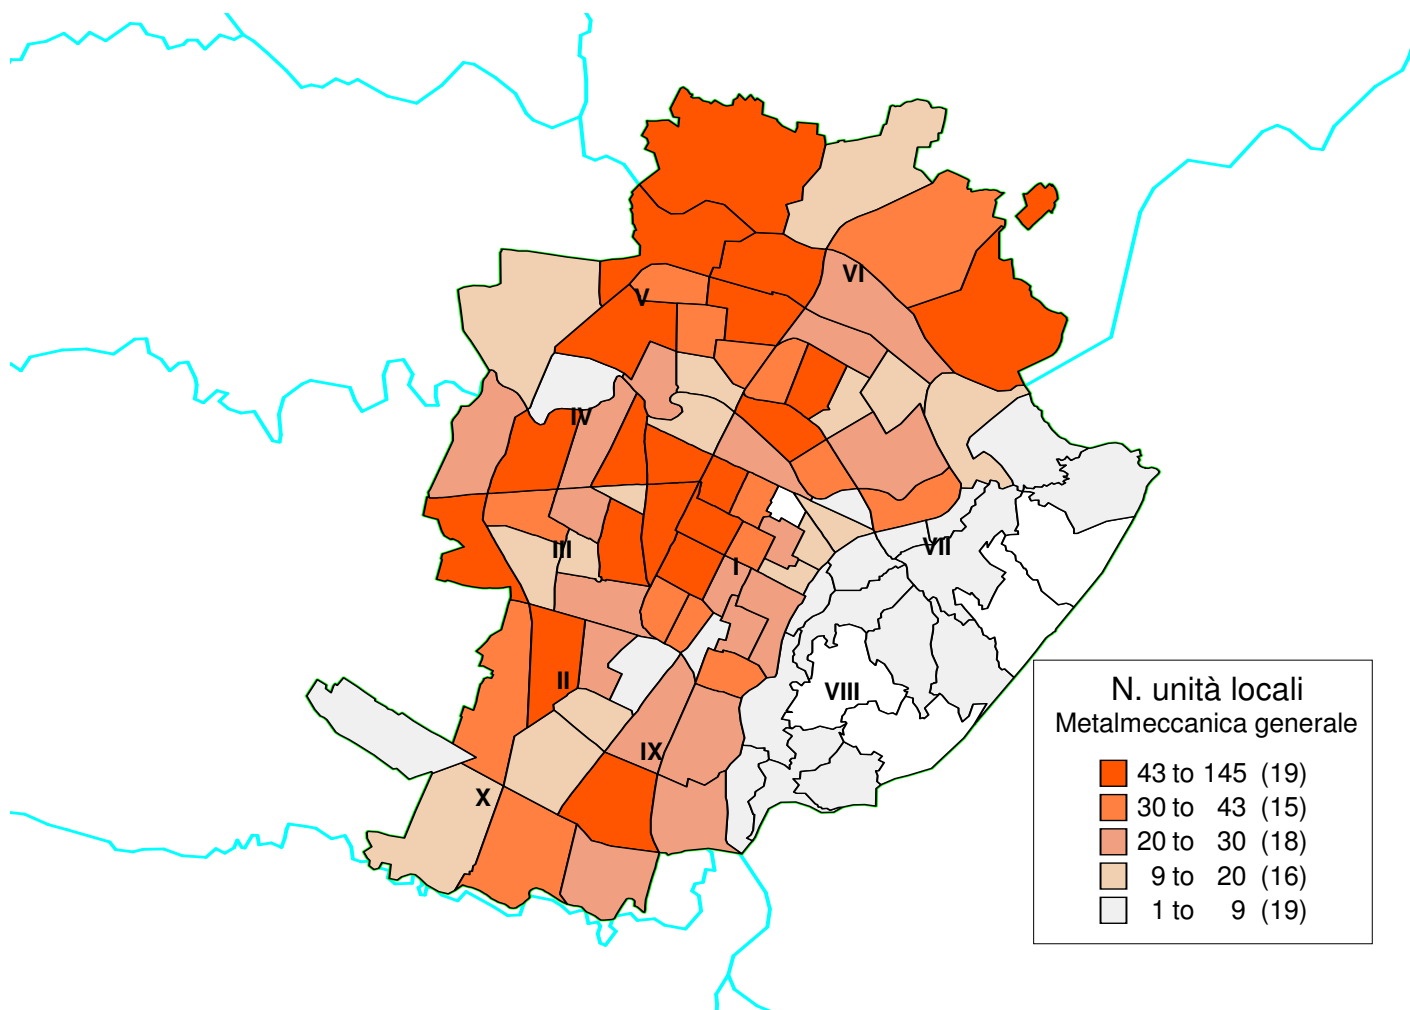 VI
V
IV
III
VII
I
II
VIII
IX
X
N. unità locali
Metalmeccanica generale
43 to 145 (19)
30 to 43 (15)
20 to 30 (18)
9 to 20 (16)
1 to 9 (19)